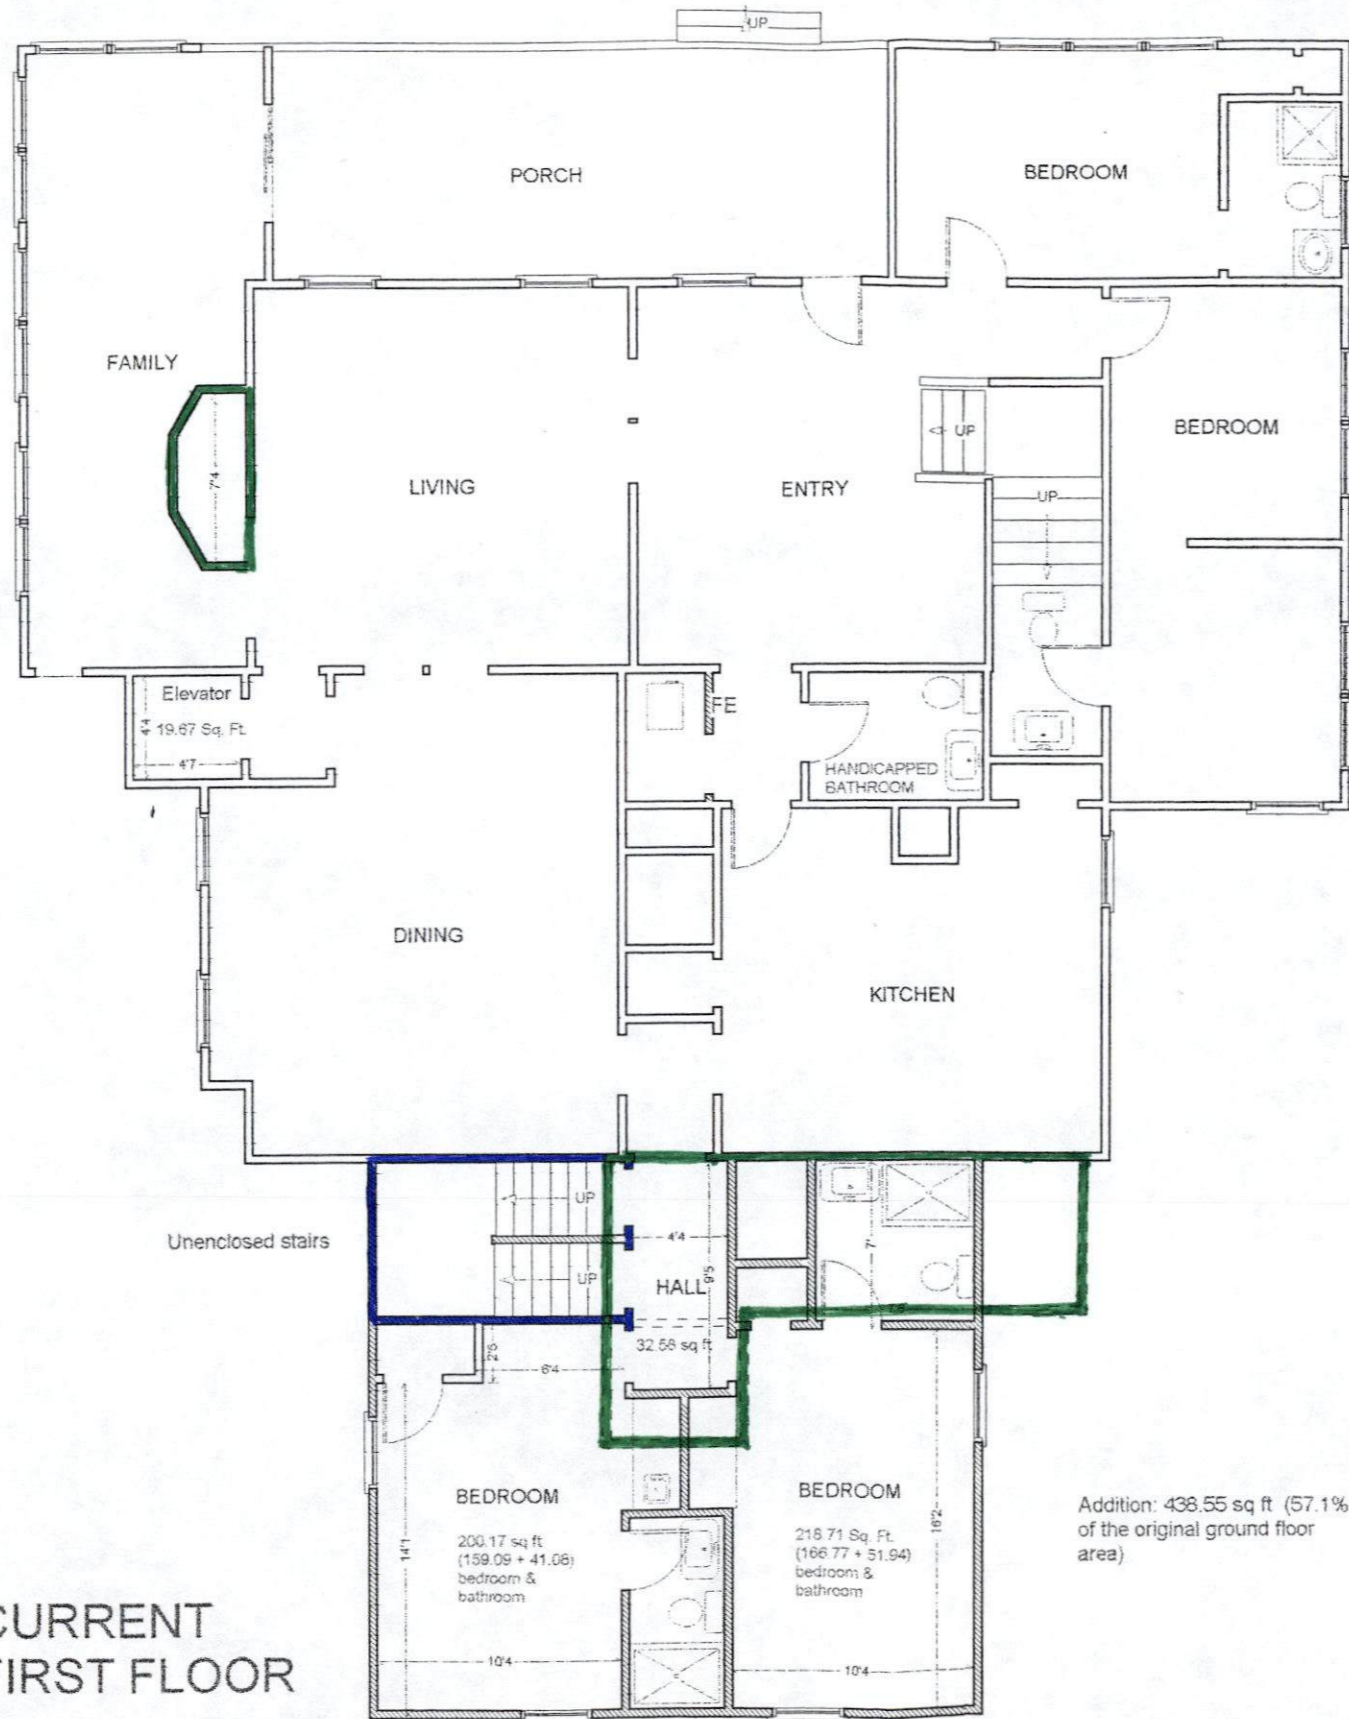 UP
PORCH
BEDROOM
FAMILY
7'4
LIVING
ENTRY
UP
UP
BEDROOM
Elevator
19.67 Sq. Ft.
4'4
4'7
FE
HANDICAPPED
BATHROOM
DINING
KITCHEN
Unenclosed stairs
UP
UP
4'4
9'5
HALL
7'
7'6
32.58 sq ft
2'5
6'4
BEDROOM
200.17 sq ft
(159.09 + 41.08)
bedroom &
bathroom
14'1
10'4
BEDROOM
218.71 Sq. Ft.
(166.77 + 51.94)
bedroom &
bathroom
16'2
10'4
Addition: 438.55 sq ft (57.1%
of the original ground floor
area)
CURRENT
FIRST FLOOR